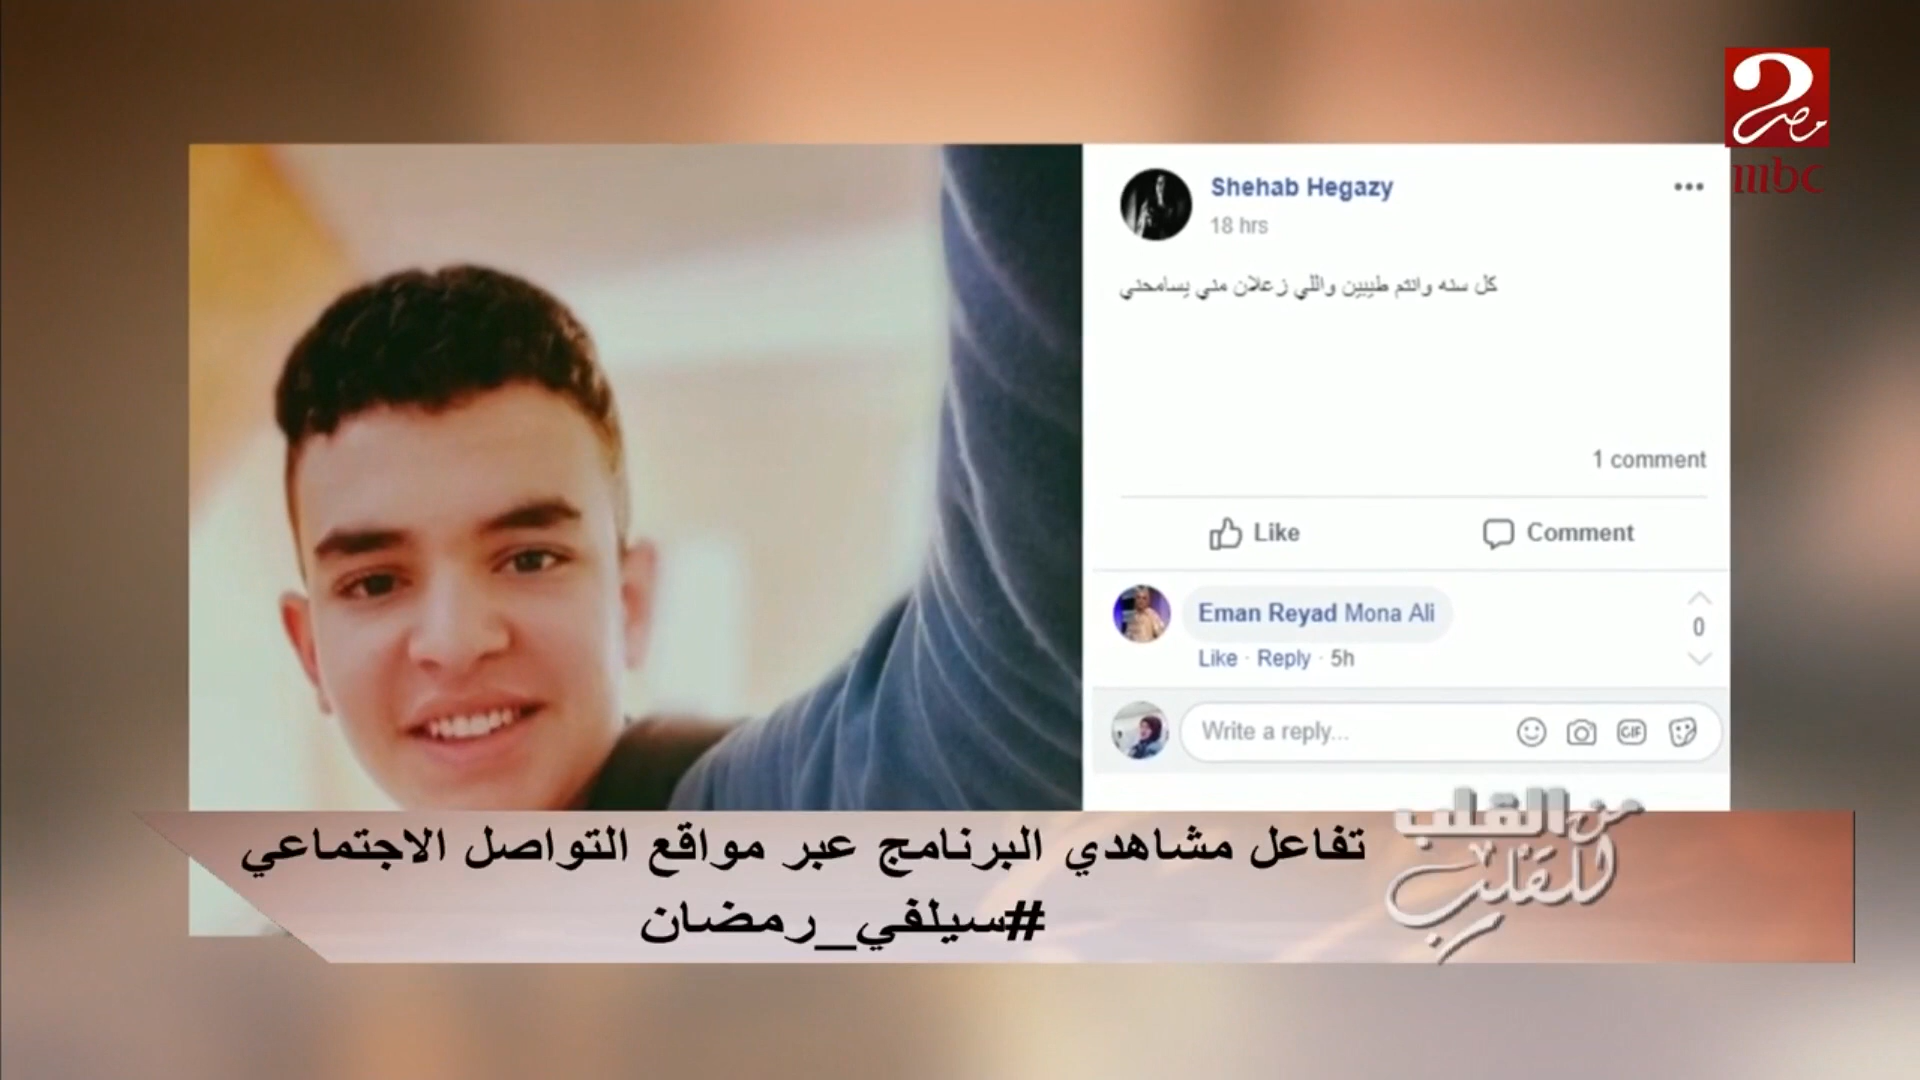 مصر
mbc
Shehab Hegazy
18 hrs
كل سنه وانتم طيبين واللي زعلان مني يسامحني
1 comment
Like
Comment
Eman Reyad Mona Ali
0
Like · Reply · 5h
Write a reply...
GIF
من القلب
للقلب
تفاعل مشاهدي البرنامج عبر مواقع التواصل الاجتماعي
#سيلفي_رمضان